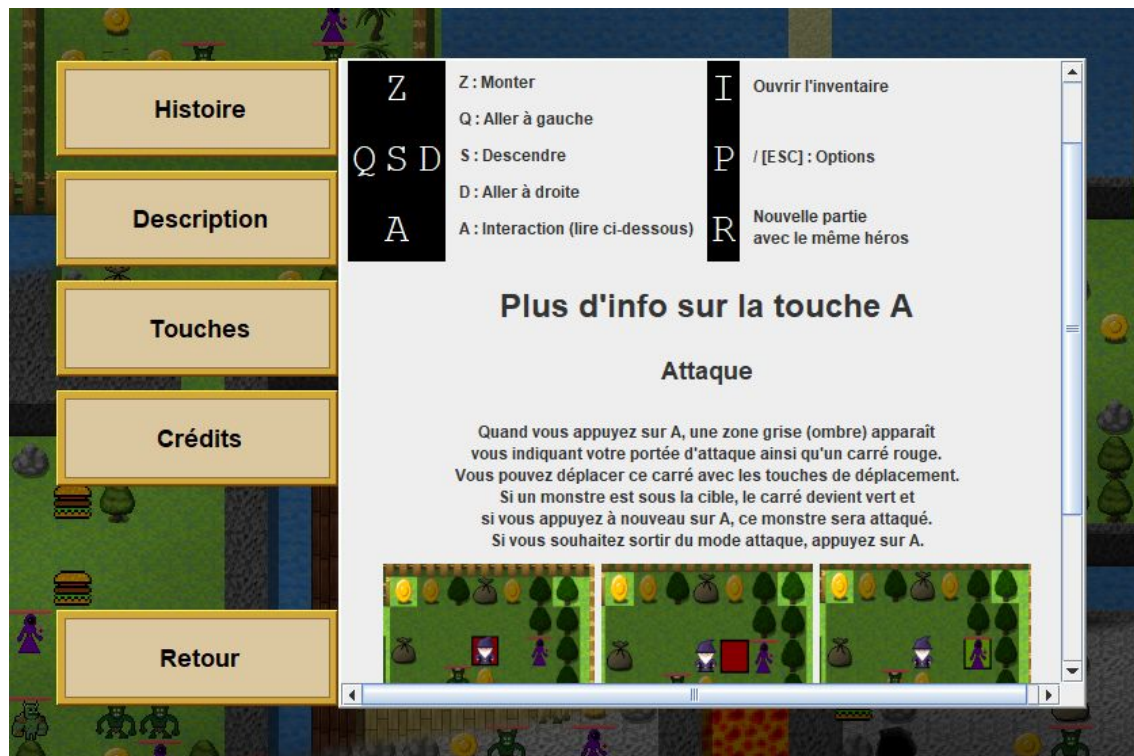 Histoire
Description
Touches
Crédits
Retour
Z
Q S D
A
Z : Monter
Q : Aller à gauche
S : Descendre
D : Aller à droite
A : Interaction (lire ci-dessous)
I
P
R
Ouvrir l'inventaire
/ [ESC] : Options
Nouvelle partie
avec le même héros
Plus d'info sur la touche A
Attaque
Quand vous appuyez sur A, une zone grise (ombre) apparaît
vous indiquant votre portée d'attaque ainsi qu'un carré rouge.
Vous pouvez déplacer ce carré avec les touches de déplacement.
Si un monstre est sous la cible, le carré devient vert et
si vous appuyez à nouveau sur A, ce monstre sera attaqué.
Si vous souhaitez sortir du mode attaque, appuyez sur A.